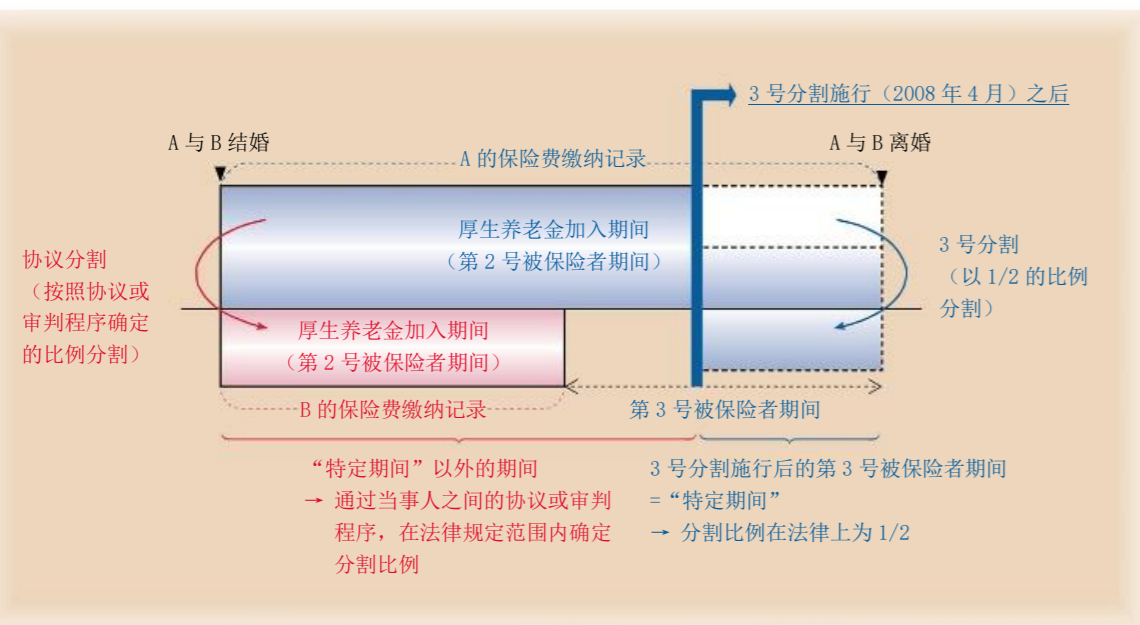 3 号分割施行（2008 年 4 月）之后
A 与 B 结婚
A 的保险费缴纳记录
A 与 B 离婚
厚生养老金加入期间
（第 2 号被保险者期间）
协议分割
（按照协议或
审判程序确定
的比例分割）
3 号分割
（以 1/2 的比例
分割）
厚生养老金加入期间
（第 2 号被保险者期间）
B 的保险费缴纳记录
第 3 号被保险者期间
“特定期间”以外的期间
→ 通过当事人之间的协议或审判
程序，在法律规定范围内确定
分割比例
3 号分割施行后的第 3 号被保险者期间
=“特定期间”
→ 分割比例在法律上为 1/2